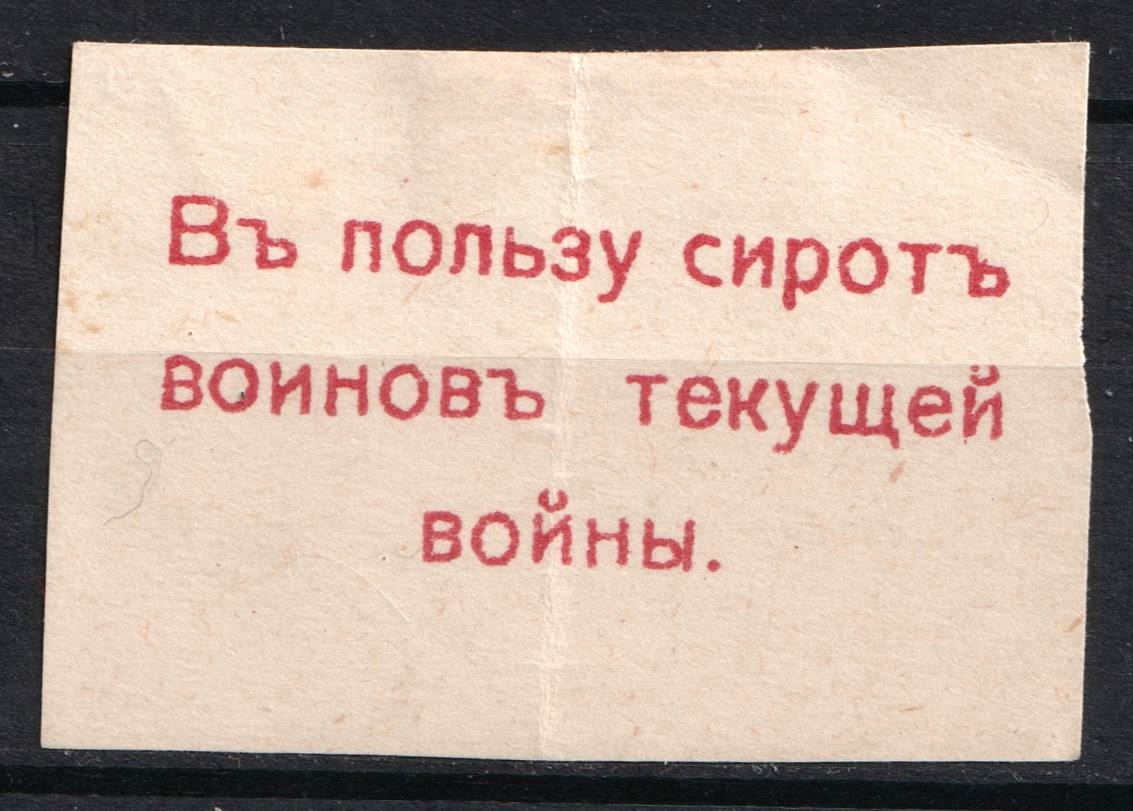 Въ пользу сиротъ
воиновъ текущей
войны.